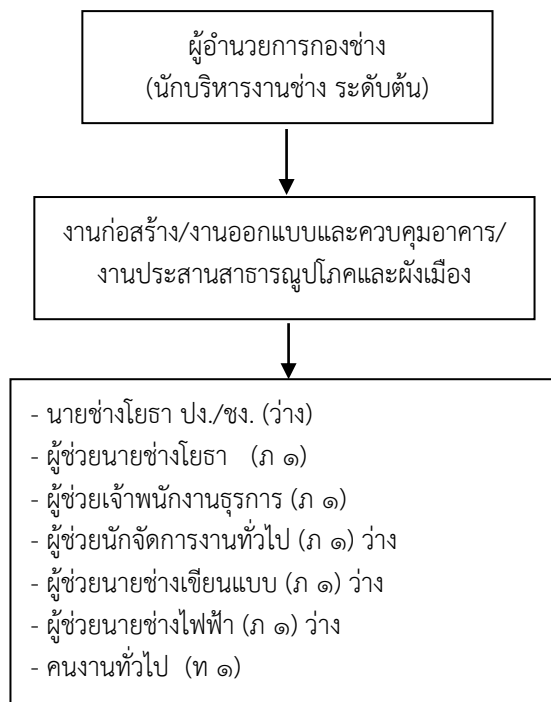 ผู้อำนวยการกองช่าง
(นักบริหารงานช่าง ระดับต้น)
งานก่อสร้าง/งานออกแบบและควบคุมอาคาร/
งานประสานสาธารณูปโภคและผังเมือง
- นายช่างโยธา ปง./ชง. (ว่าง)
- ผู้ช่วยนายช่างโยธา (ภ ๑)
- ผู้ช่วยเจ้าพนักงานธุรการ (ภ ๑)
- ผู้ช่วยนักจัดการงานทั่วไป (ภ ๑) ว่าง
- ผู้ช่วยนายช่างเขียนแบบ (ภ ๑) ว่าง
- ผู้ช่วยนายช่างไฟฟ้า (ภ ๑) ว่าง
- คนงานทั่วไป (ท ๑)